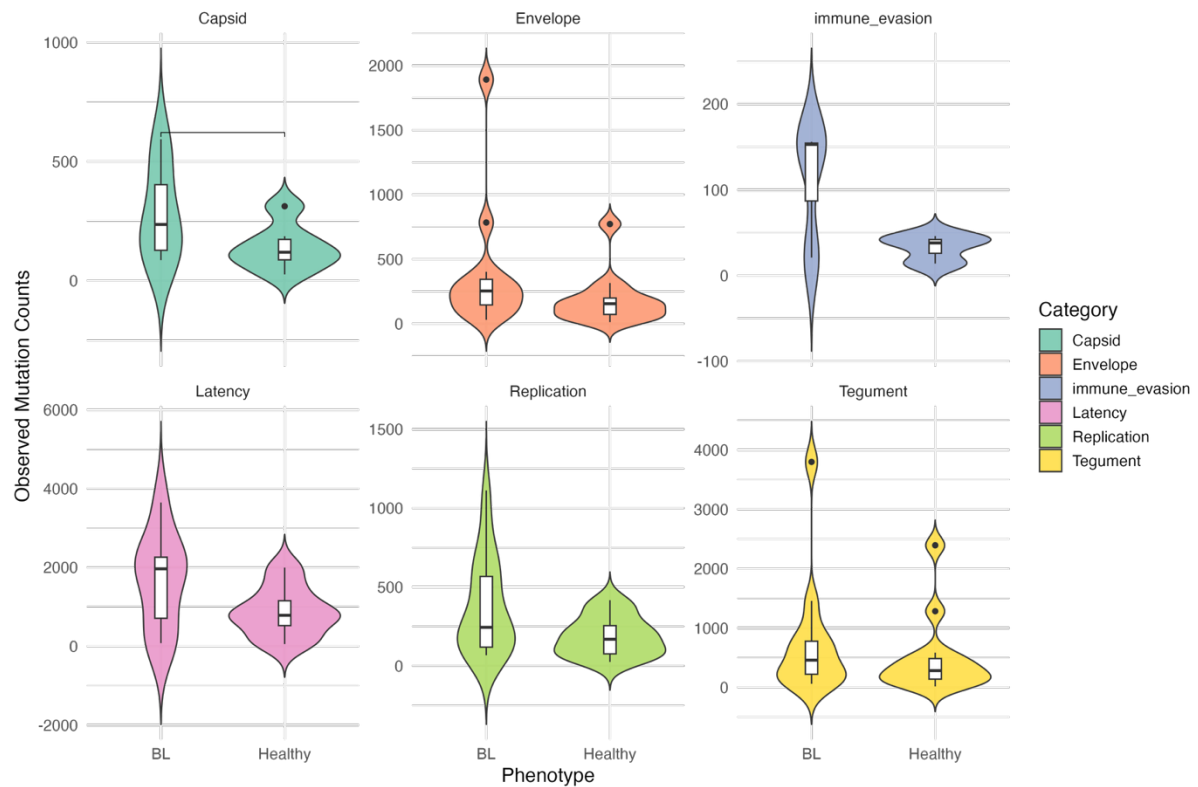 Capsid
Envelope
immune_evasion
1000
500
0
2000
1500
1000
500
0
200
100
0
-100
Latency
Replication
Tegument
6000
4000
2000
0
-2000
1500
1000
500
0
4000
3000
2000
1000
0
BL
Healthy
BL
Healthy
BL
Healthy
Phenotype
Observed Mutation Counts
Category
Capsid
Envelope
immune_evasion
Latency
Replication
Tegument